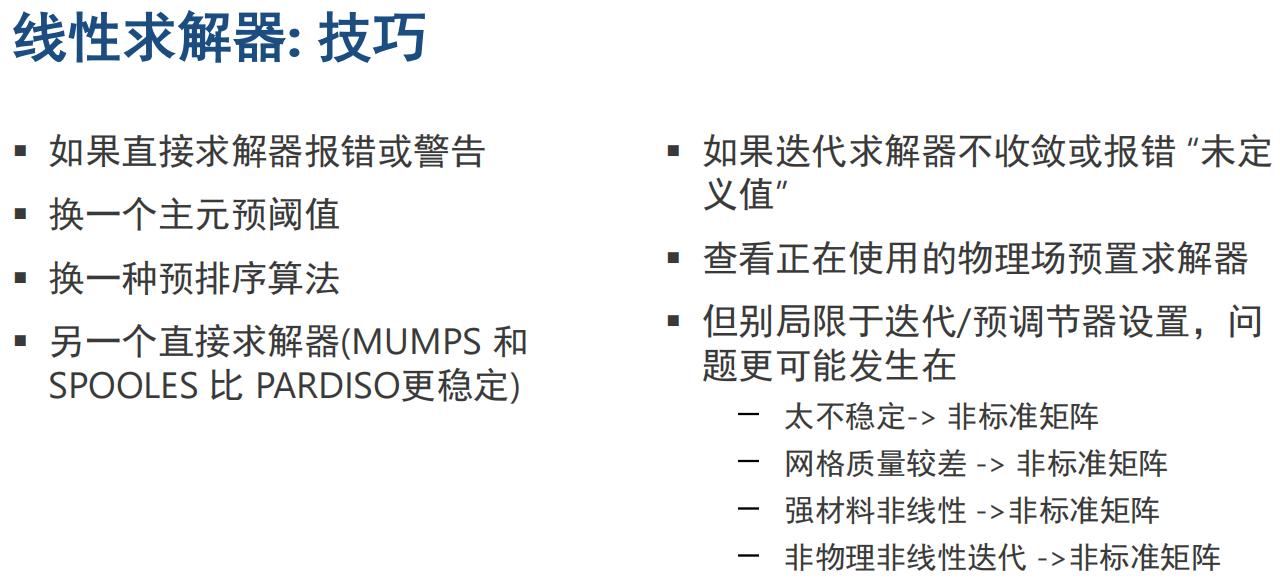 线性求解器: 技巧
▪ 如果直接求解器报错或警告
▪ 换一个主元预阈值
▪ 换一种预排序算法
▪ 另一个直接求解器(MUMPS 和
SPOOLES 比 PARDISO更稳定)
▪ 如果迭代求解器不收敛或报错 “未定
义值”
▪ 查看正在使用的物理场预置求解器
▪ 但别局限于迭代/预调节器设置，问
题更可能发生在
— 太不稳定-> 非标准矩阵
— 网格质量较差 -> 非标准矩阵
— 强材料非线性 ->非标准矩阵
— 非物理非线性迭代 ->非标准矩阵